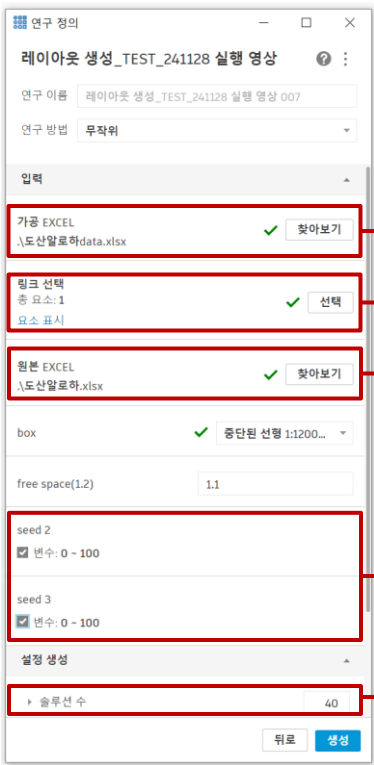 연구 정의
레이아웃 생성_TEST_241128 실행 영상
연구 이름 레이아웃 생성_TEST_241128 실행 영상 007
연구 방법 무작위
입력
가공 EXCEL
.\도산알로하data.xlsx
찾아보기
링크 선택
총 요소: 1
선택
요소 표시
원본 EXCEL
.\도산알로하.xlsx
찾아보기
box 중단된 선형 1:1200...
free space(1.2) 1.1
seed 2
변수: 0 ~ 100
seed 3
변수: 0 ~ 100
설정 생성
솔루션 수 40
뒤로 생성